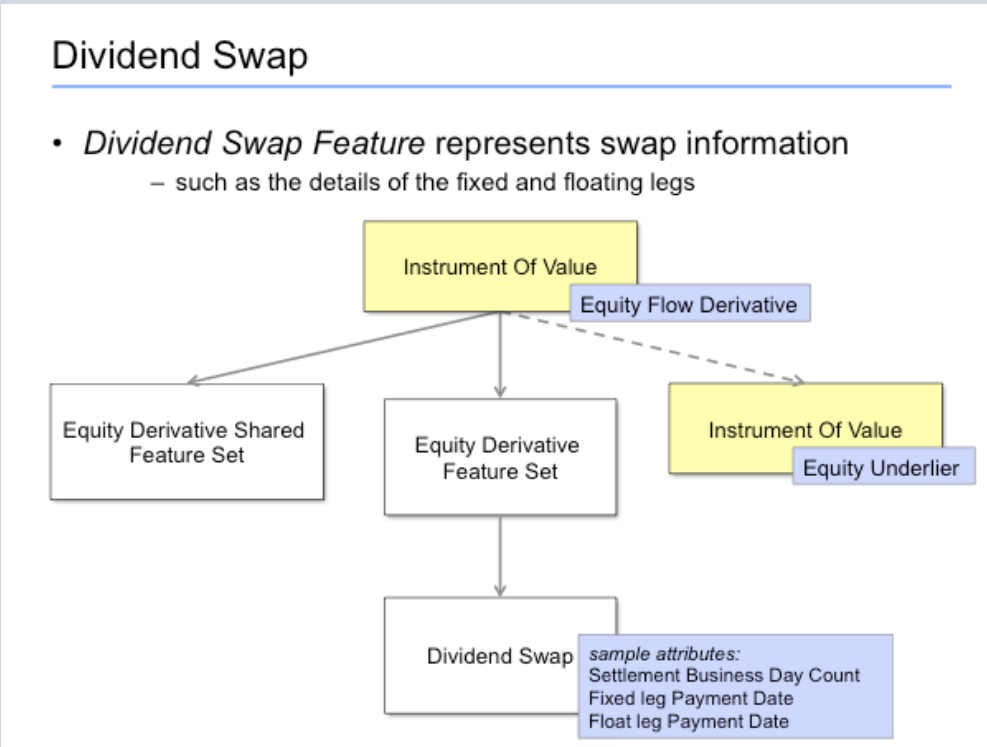 Dividend Swap
• Dividend Swap Feature represents swap information
– such as the details of the fixed and floating legs
Instrument Of Value
Equity Flow Derivative
Equity Derivative Shared
Feature Set
Equity Derivative
Feature Set
Instrument Of Value
Equity Underlier
Dividend Swap
sample attributes:
Settlement Business Day Count
Fixed leg Payment Date
Float leg Payment Date